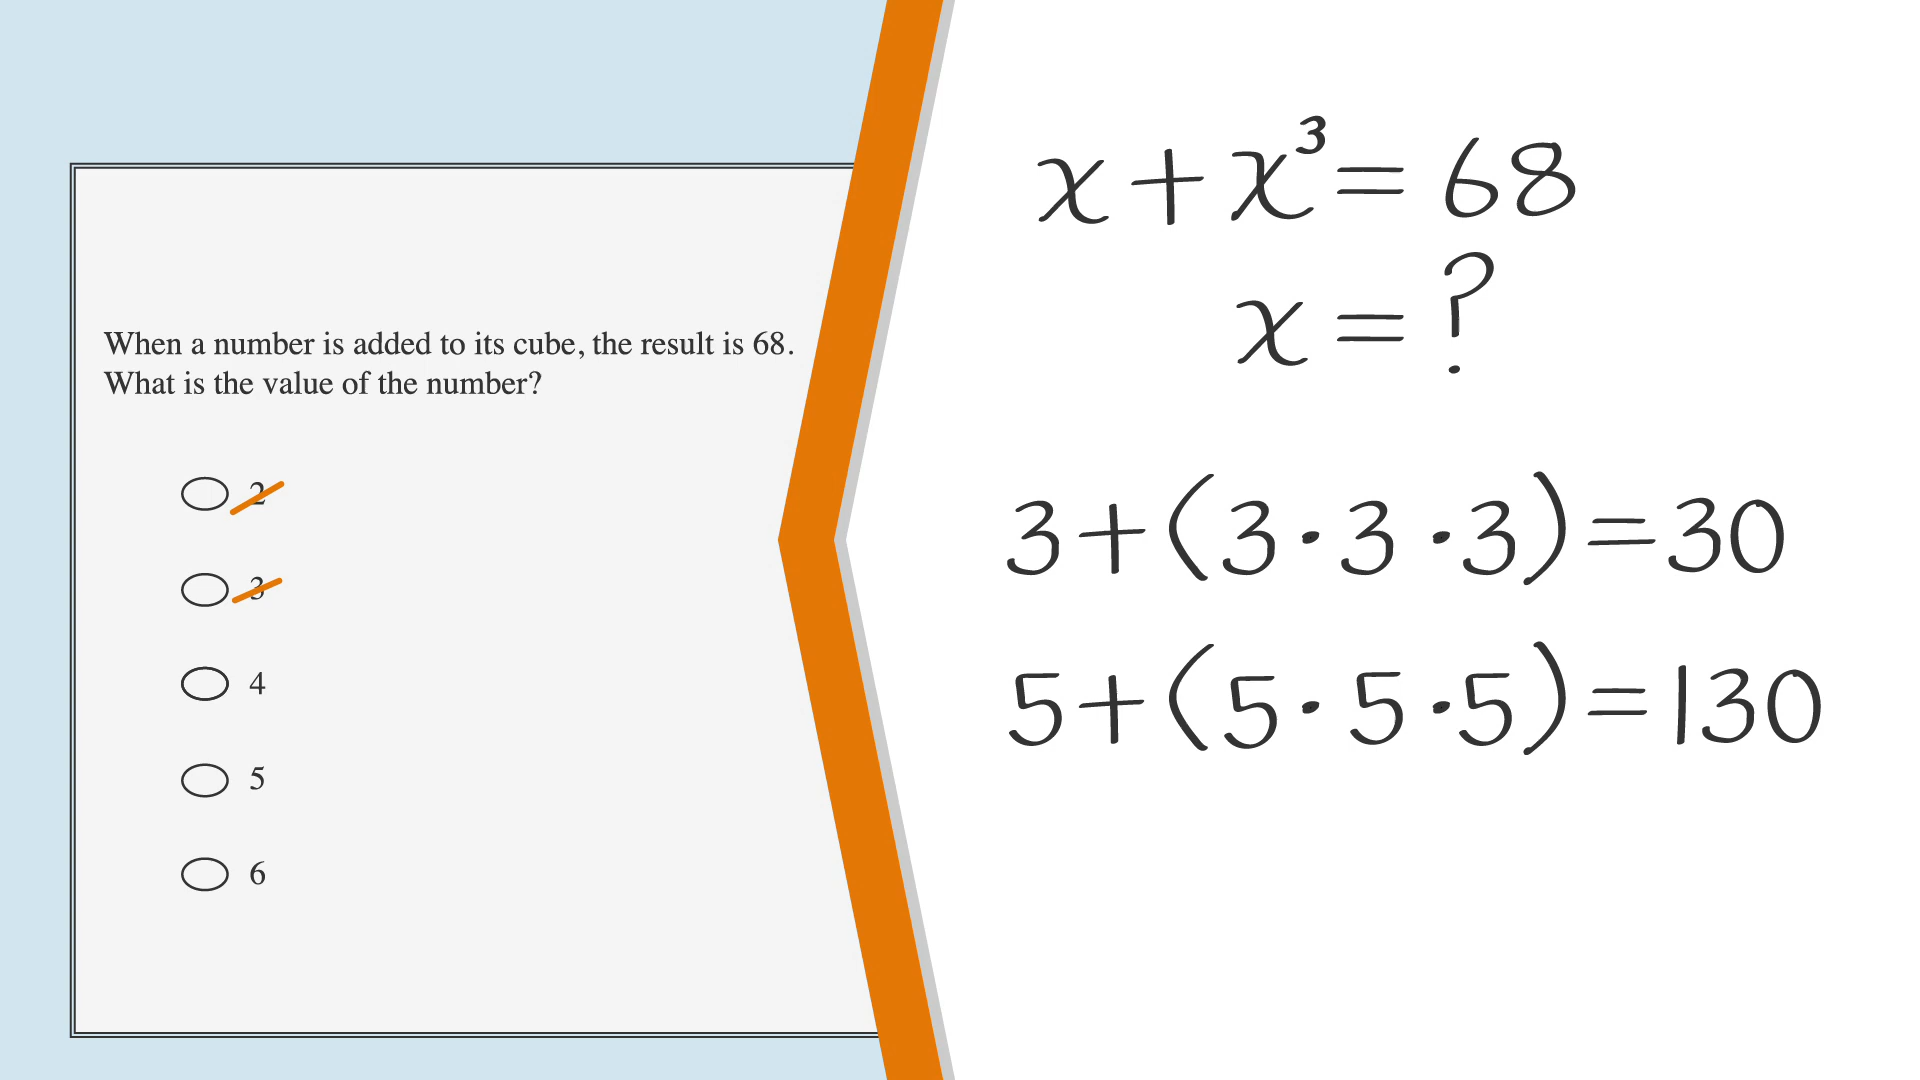 When a number is added to its cube, the result is 68.
What is the value of the number?
2
3
4
5
6
x + x³ = 68
x = ?
3 + (3 · 3 · 3) = 30
5 + (5 · 5 · 5) = 130